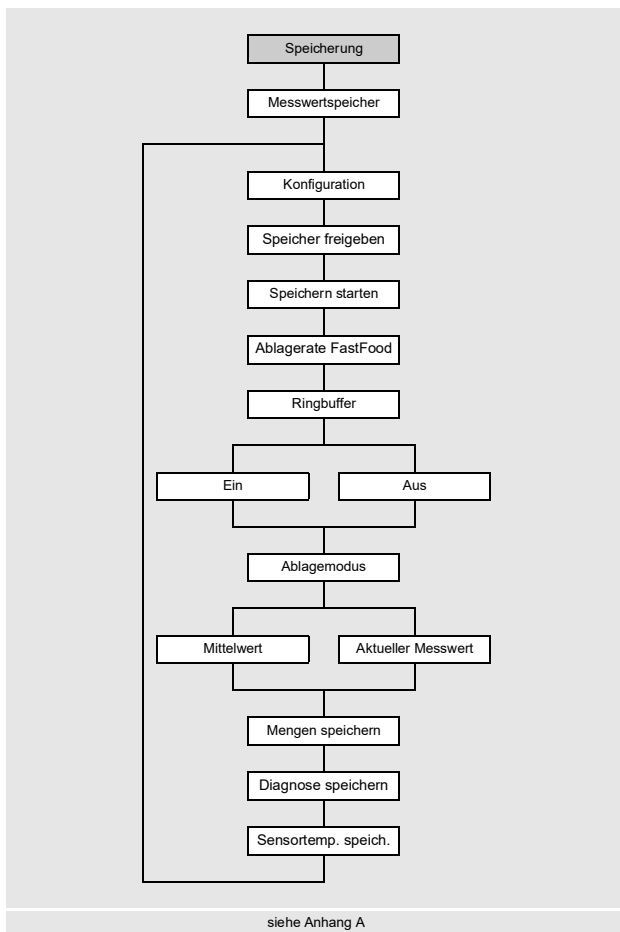 Speicherung
Messwertspeicher
Konfiguration
Speicher freigeben
Speichern starten
Ablagerate FastFood
Ringbuffer
Ein
Aus
Ablagemodus
Mittelwert
Aktueller Messwert
Mengen speichern
Diagnose speichern
Sensortemp. speich.
siehe Anhang A